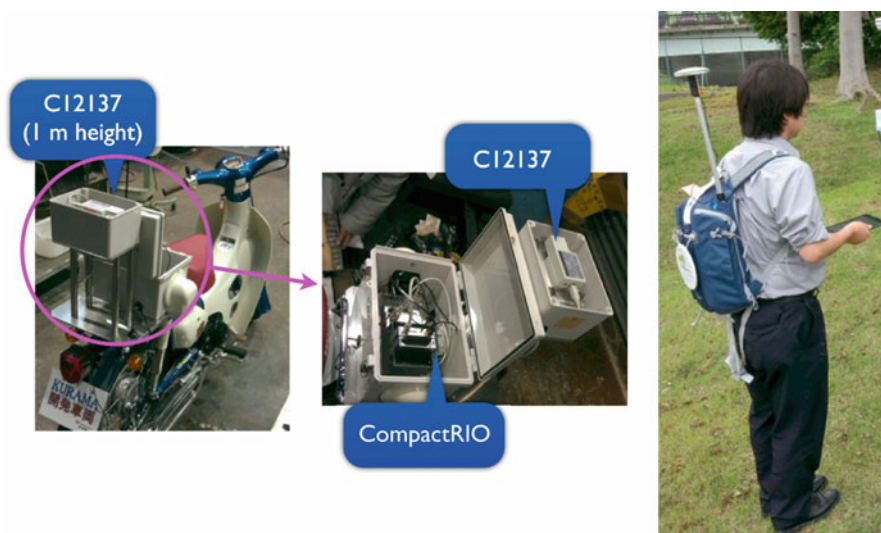 C12137
(1 m height)
C12137
CompactRIO
KURAMA
開発車両